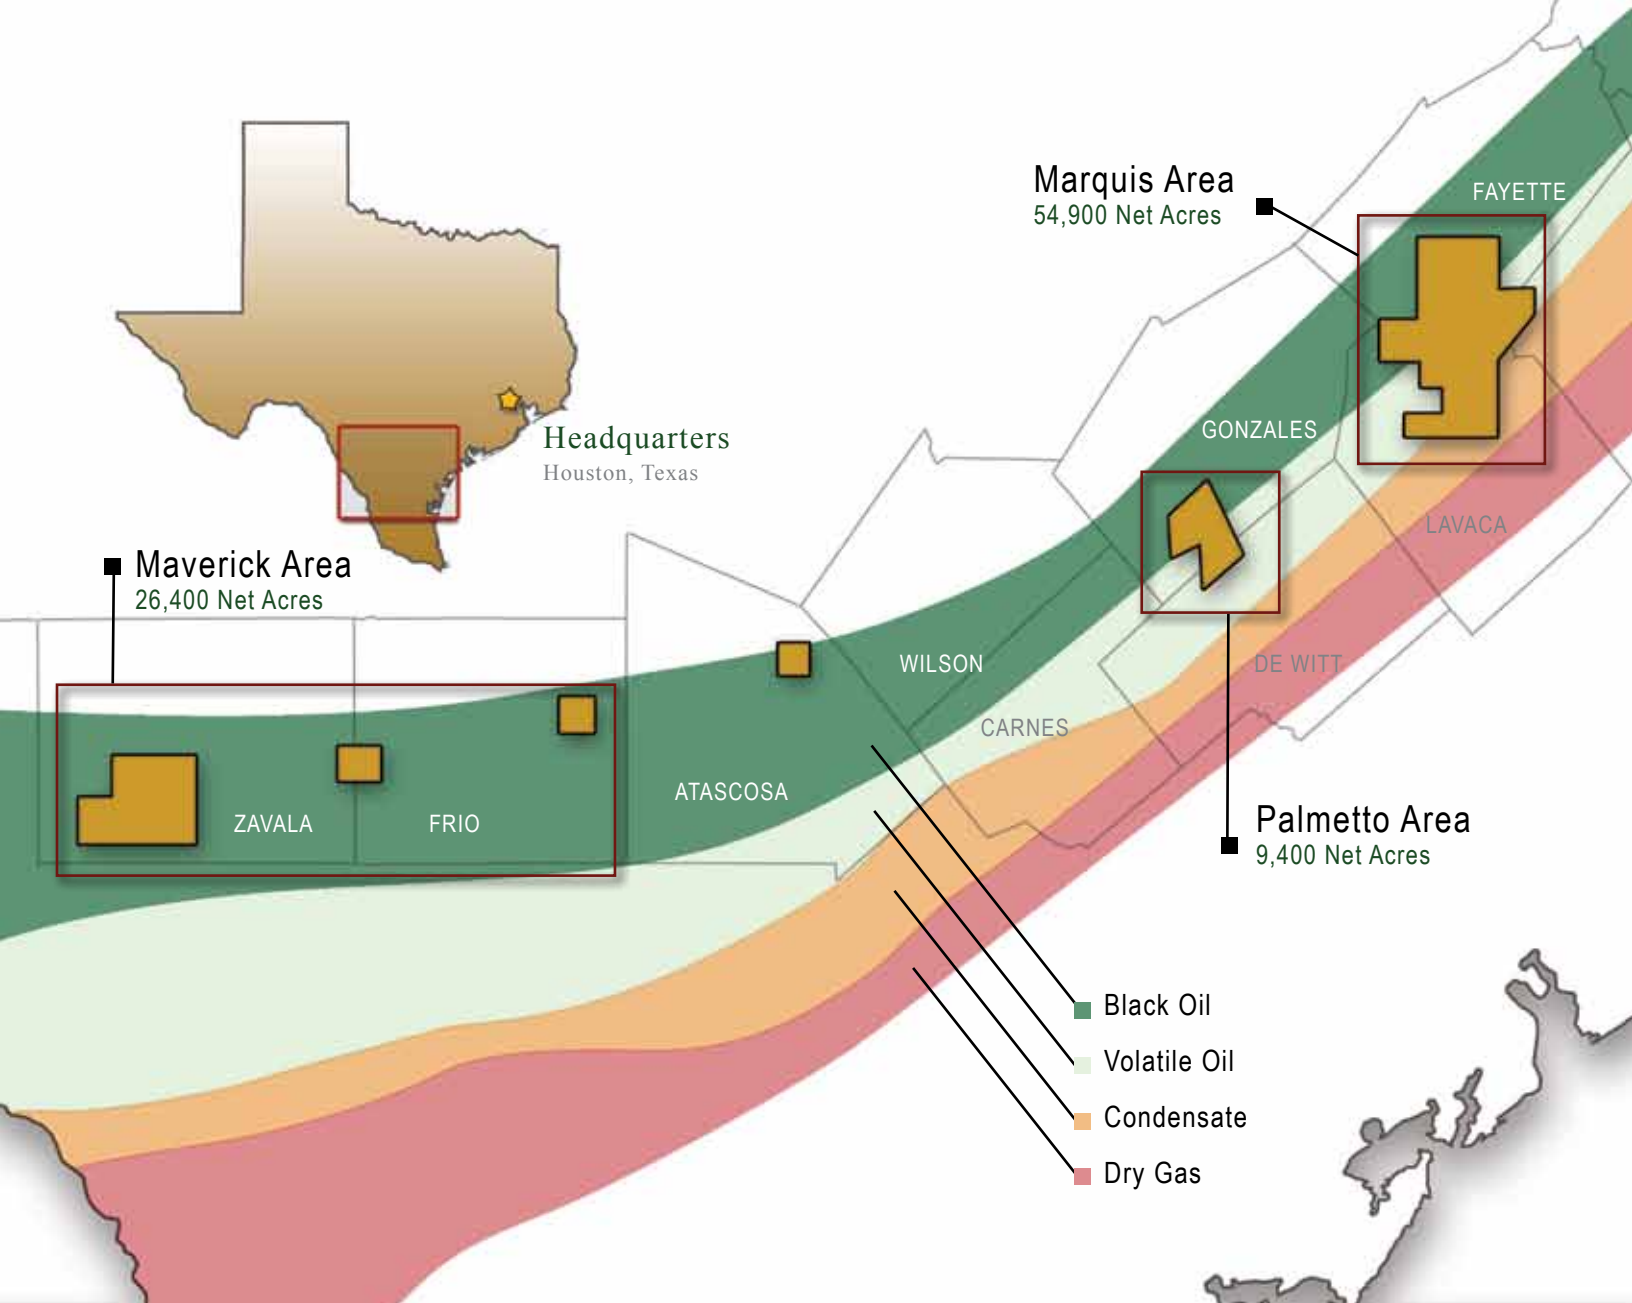 Marquis Area
54,900 Net Acres
FAYETTE
GONZALES
Headquarters
Houston, Texas
LAVACA
Maverick Area
26,400 Net Acres
WILSON
DE WITT
CARNES
ATASCOSA
ZAVALA
FRIO
Palmetto Area
9,400 Net Acres
Black Oil
Volatile Oil
Condensate
Dry Gas